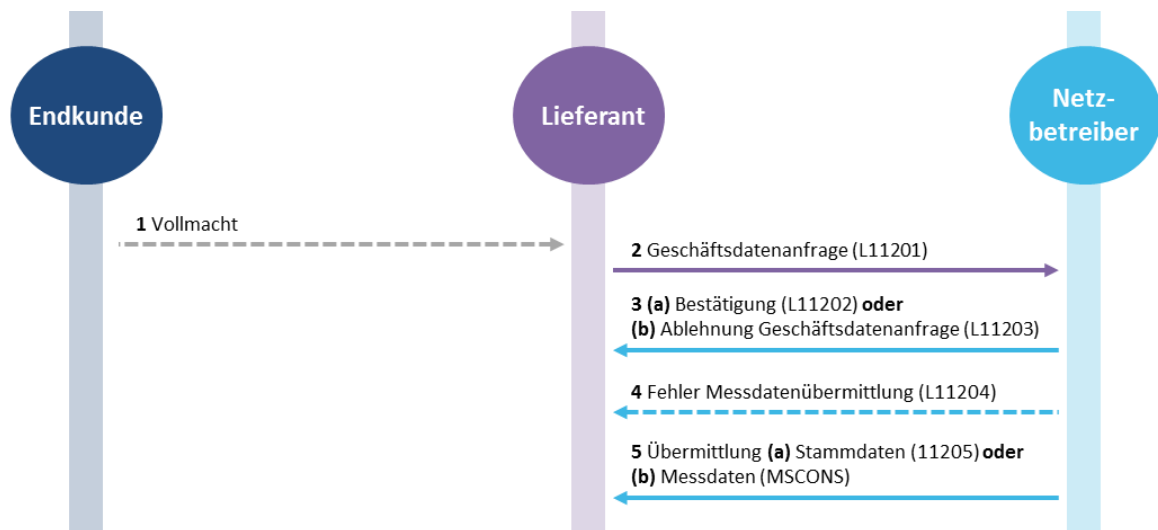 Endkunde
Lieferant
Netz-
betreiber
1 Vollmacht
2 Geschäftsdatenanfrage (L11201)
3 (a) Bestätigung (L11202) oder
(b) Ablehnung Geschäftsdatenanfrage (L11203)
4 Fehler Messdatenübermittlung (L11204)
5 Übermittlung (a) Stammdaten (11205) oder
(b) Messdaten (MSCONS)